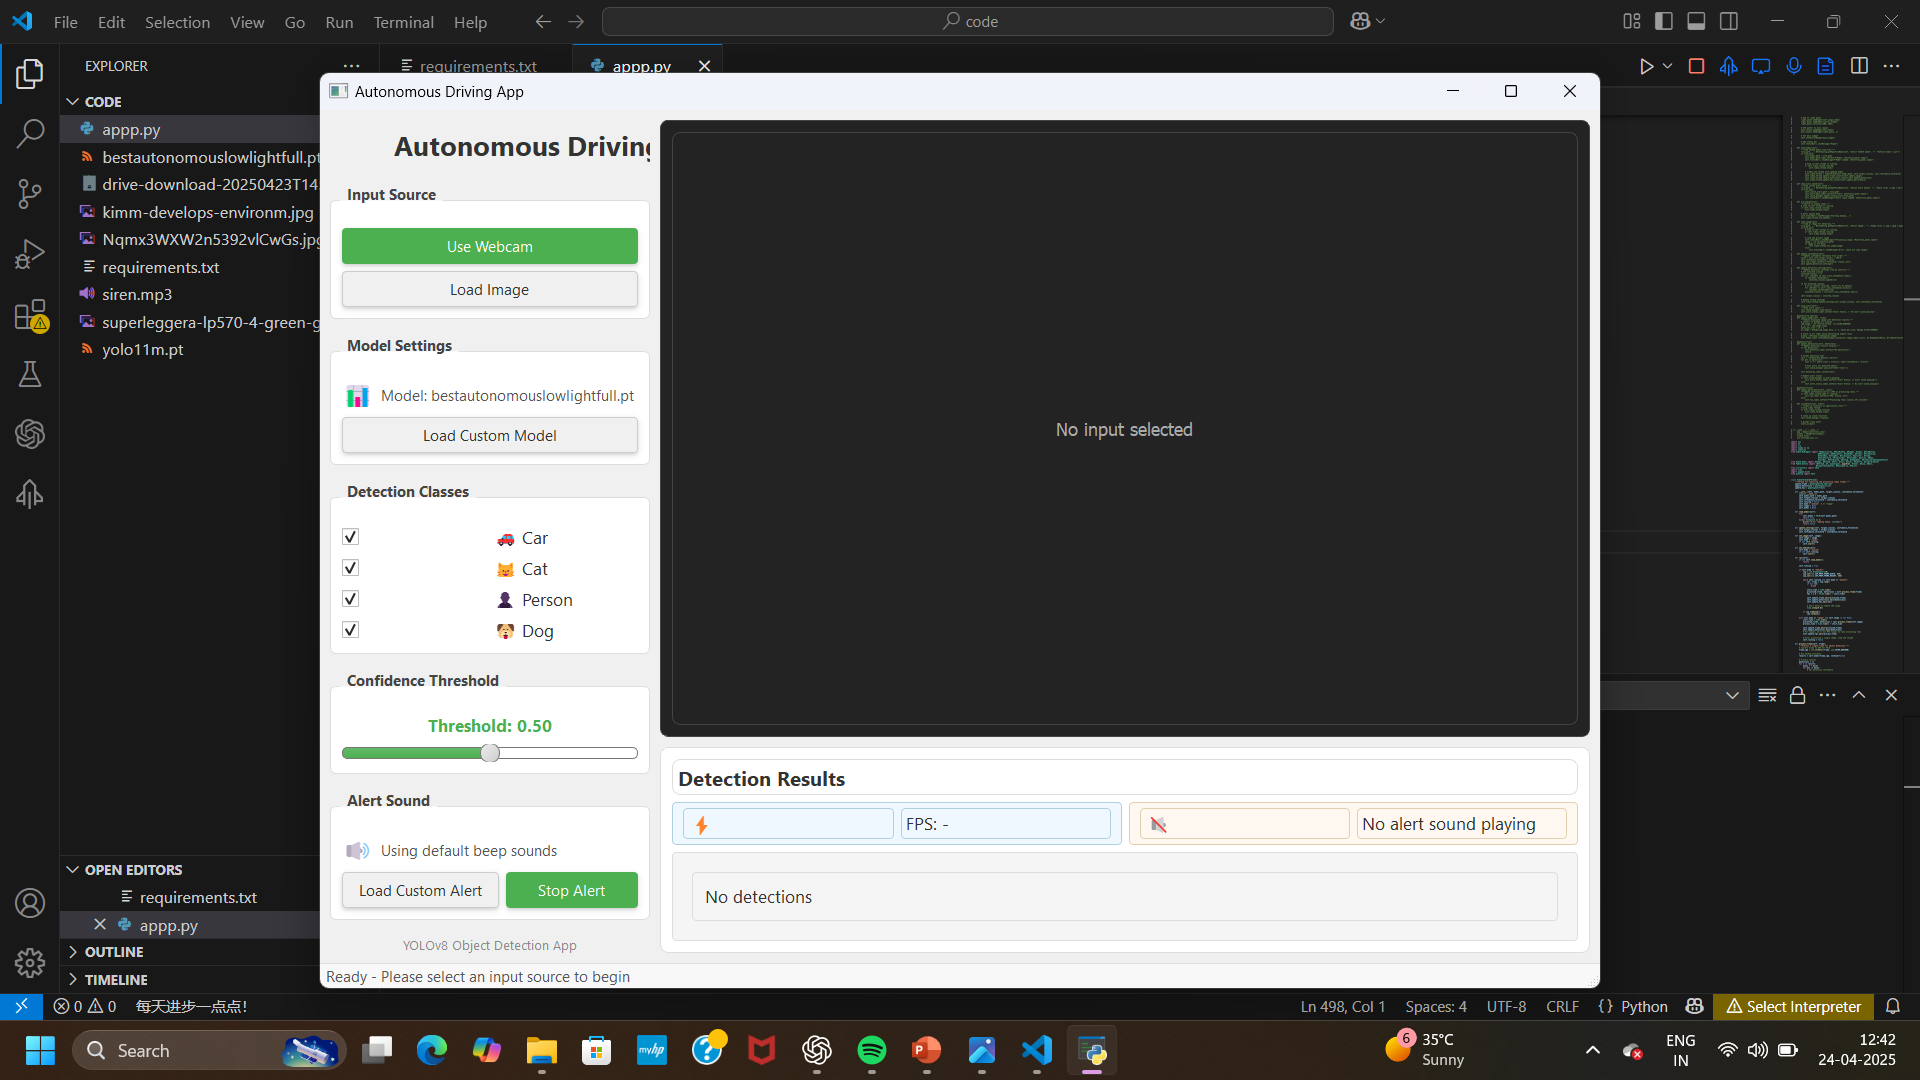 File Edit Selection View Go Run Terminal Help
code
EXPLORER
requirements.txt
appp.py
CODE
appp.py
bestautonomouslowlightfull.pt
drive-download-20250423T14
kimm-develops-environm.jpg
Nqmx3WXW2n5392vlCwGs.jpg
requirements.txt
siren.mp3
superleggera-lp570-4-green-g
yolo11m.pt
OPEN EDITORS
requirements.txt
appp.py
OUTLINE
TIMELINE
Autonomous Driving App
Autonomous Driving
Input Source
Use Webcam
Load Image
Model Settings
Model: bestautonomouslowlightfull.pt
Load Custom Model
Detection Classes
Car
Cat
Person
Dog
Confidence Threshold
Threshold: 0.50
Alert Sound
Using default beep sounds
Load Custom Alert
Stop Alert
YOLOv8 Object Detection App
Ready - Please select an input source to begin
No input selected
Detection Results
FPS: -
No alert sound playing
No detections
0 0 每天进步一点点!
Ln 498, Col 1 Spaces: 4 UTF-8 CRLF {} Python Select Interpreter
Search
myhp
6
35°C
Sunny
ENG
IN
12:42
24-04-2025